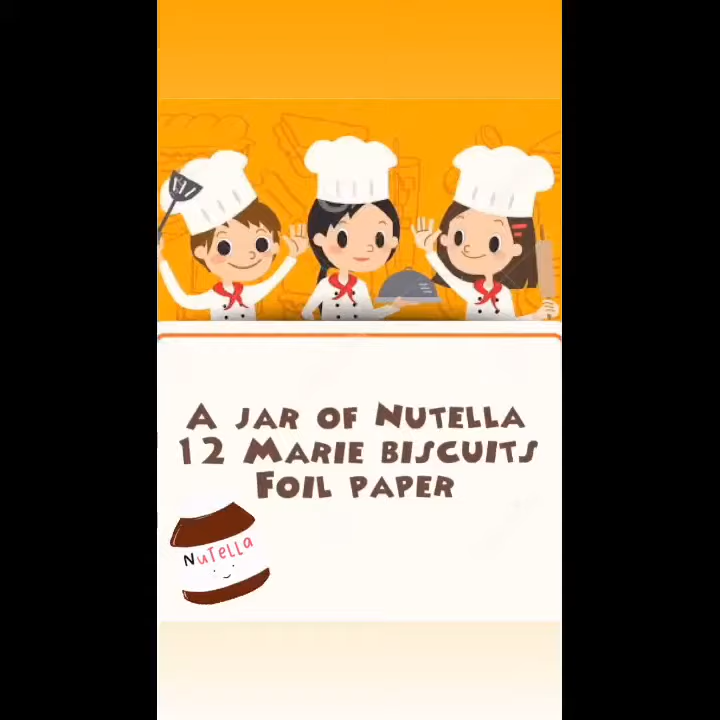 A jar of Nutella
12 Marie biscuits
Foil paper
Nutella